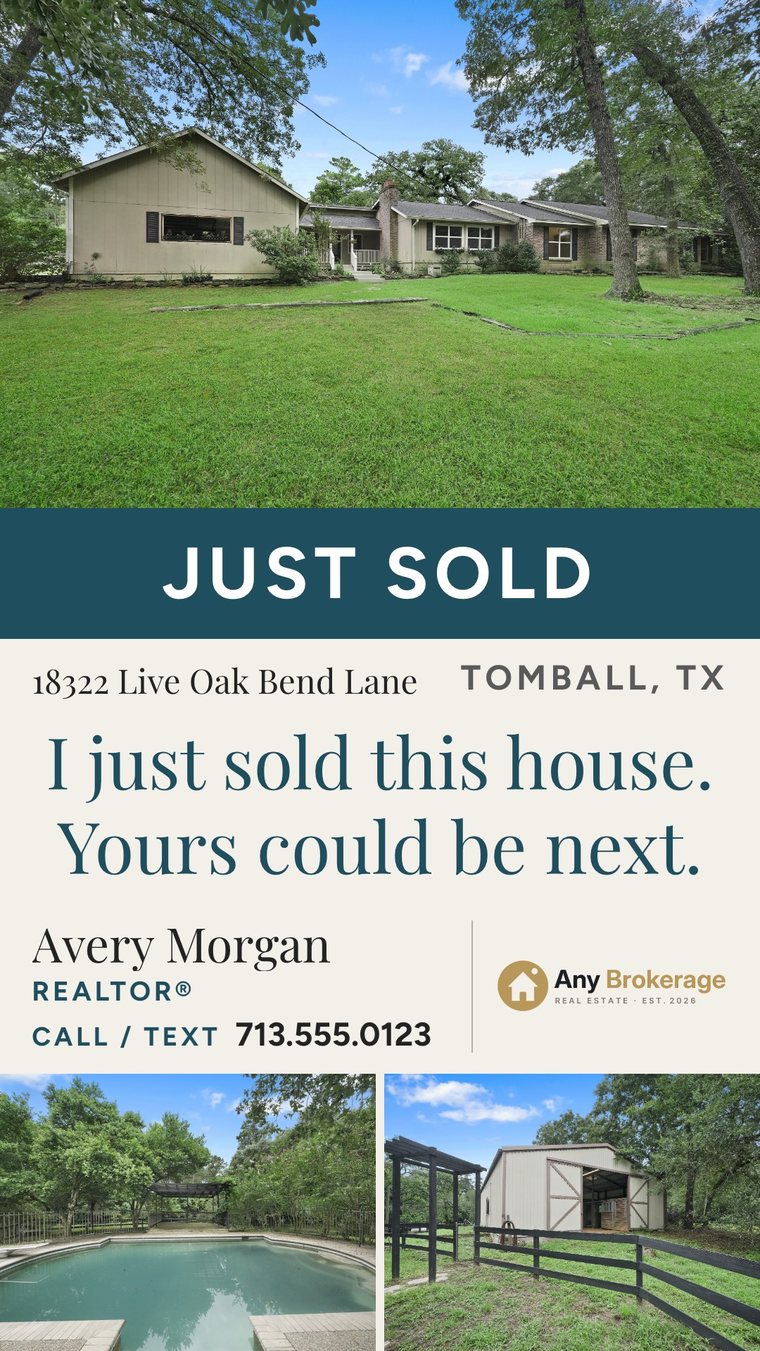 JUST SOLD
18322 Live Oak Bend Lane
TOMBALL, TX
I just sold this house.
Yours could be next.
Avery Morgan
REALTOR®
CALL / TEXT 713.555.0123
Any Brokerage
REAL ESTATE · EST. 2026